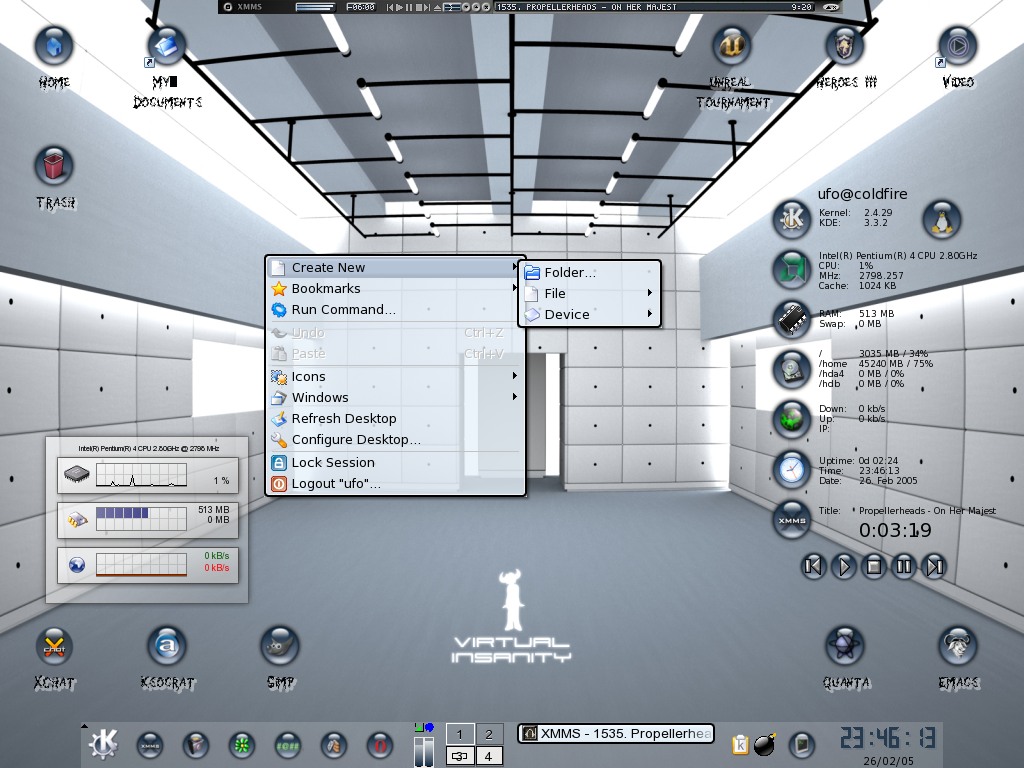 XMMS
-06:00
1535. PROPELLERHEADS - ON HER MAJEST
9:20
HOME
MY
DOCUMENTS
UNREAL
TOURNAMENT
HEROES III
VIDEO
TRASH
ufo@coldfire
Kernel: 2.4.29
KDE: 3.3.2
Intel(R) Pentium(R) 4 CPU 2.80GHz
CPU: 1%
MHz: 2798.257
Cache: 1024 KB
RAM: 513 MB
Swap: 0 MB
/ 3035 MB / 34%
/home 45240 MB / 75%
/hda4 0 MB / 0%
/hdb 0 MB / 0%
Down: 0 kb/s
Up: 0 kb/s
IP:
Uptime: 0d 02:24
Time: 23:46:13
Date: 26. Feb 2005
XMMS
Title: Propellerheads - On Her Majest
0:03:19
Create New
Bookmarks
Run Command...
Undo Ctrl+Z
Paste Ctrl+V
Icons
Windows
Refresh Desktop
Configure Desktop...
Lock Session
Logout "ufo"...
Folder...
File
Device
Intel(R) Pentium(R) 4 CPU 2.80GHz @ 2798 MHz
1 %
513 MB
0 MB
0 kB/s
0 kB/s
VIRTUAL
INSANITY
XCHAT
KSOCRAT
GIMP
QUANTA
EMACS
XMMS
1 2
3 4
XMMS - 1535. Propellerhea
23:46:13
26/02/05